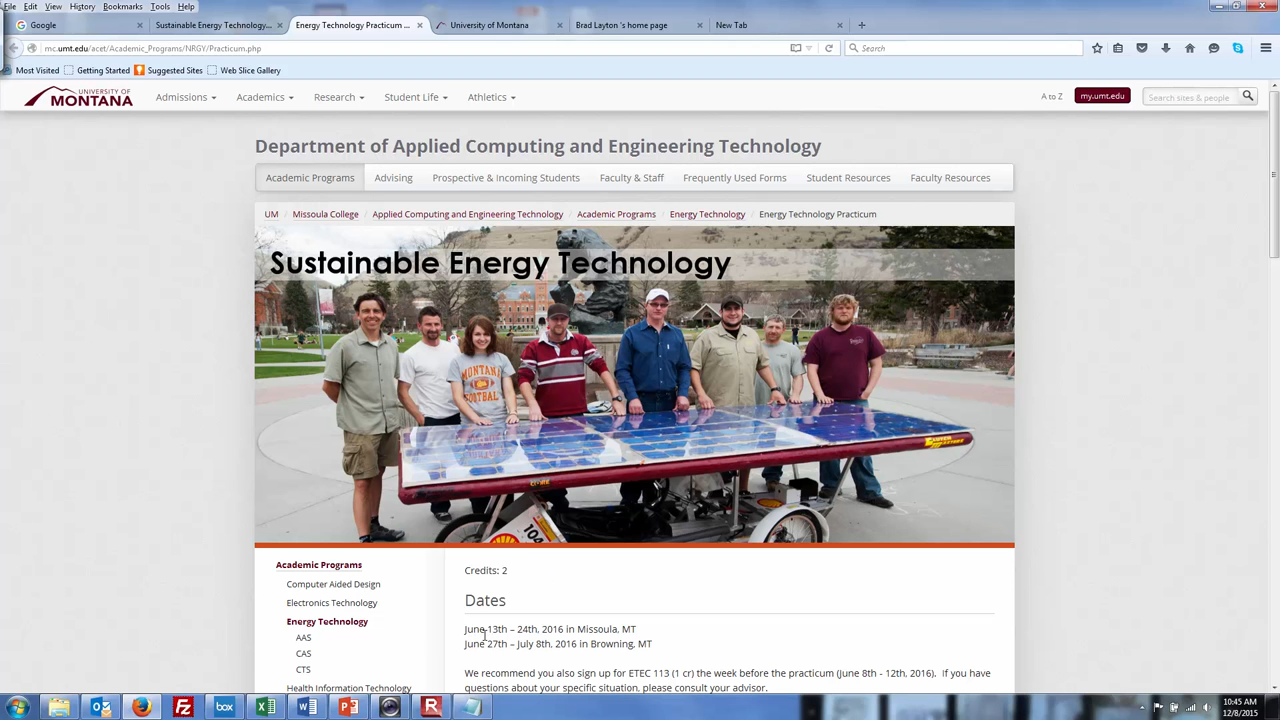 File Edit View History Bookmarks Tools Help
Google × Sustainable Energy Technology... × Energy Technology Practicum ... × University of Montana × Brad Layton 's home page × New Tab ×
mc.umt.edu/acet/Academic_Programs/NRGY/Practicum.php Search
Most Visited Getting Started Suggested Sites Web Slice Gallery
UNIVERSITY OF
MONTANA Admissions Academics Research Student Life Athletics A to Z my.umt.edu Search sites & people
Department of Applied Computing and Engineering Technology
Academic Programs Advising Prospective & Incoming Students Faculty & Staff Frequently Used Forms Student Resources Faculty Resources
UM Missoula College Applied Computing and Engineering Technology Academic Programs Energy Technology Energy Technology Practicum
Sustainable Energy Technology
MONTANA
FOOTBALL
104
Academic Programs
Computer Aided Design
Electronics Technology
Energy Technology
AAS
CAS
CTS
Health Information Technology
Credits: 2
Dates
June 13th – 24th, 2016 in Missoula, MT
June 27th – July 8th, 2016 in Browning, MT
We recommend you also sign up for ETEC 113 (1 cr) the week before the practicum (June 8th - 12th, 2016). If you have
questions about your specific situation, please consult your advisor.
box
10:45 AM
12/8/2015